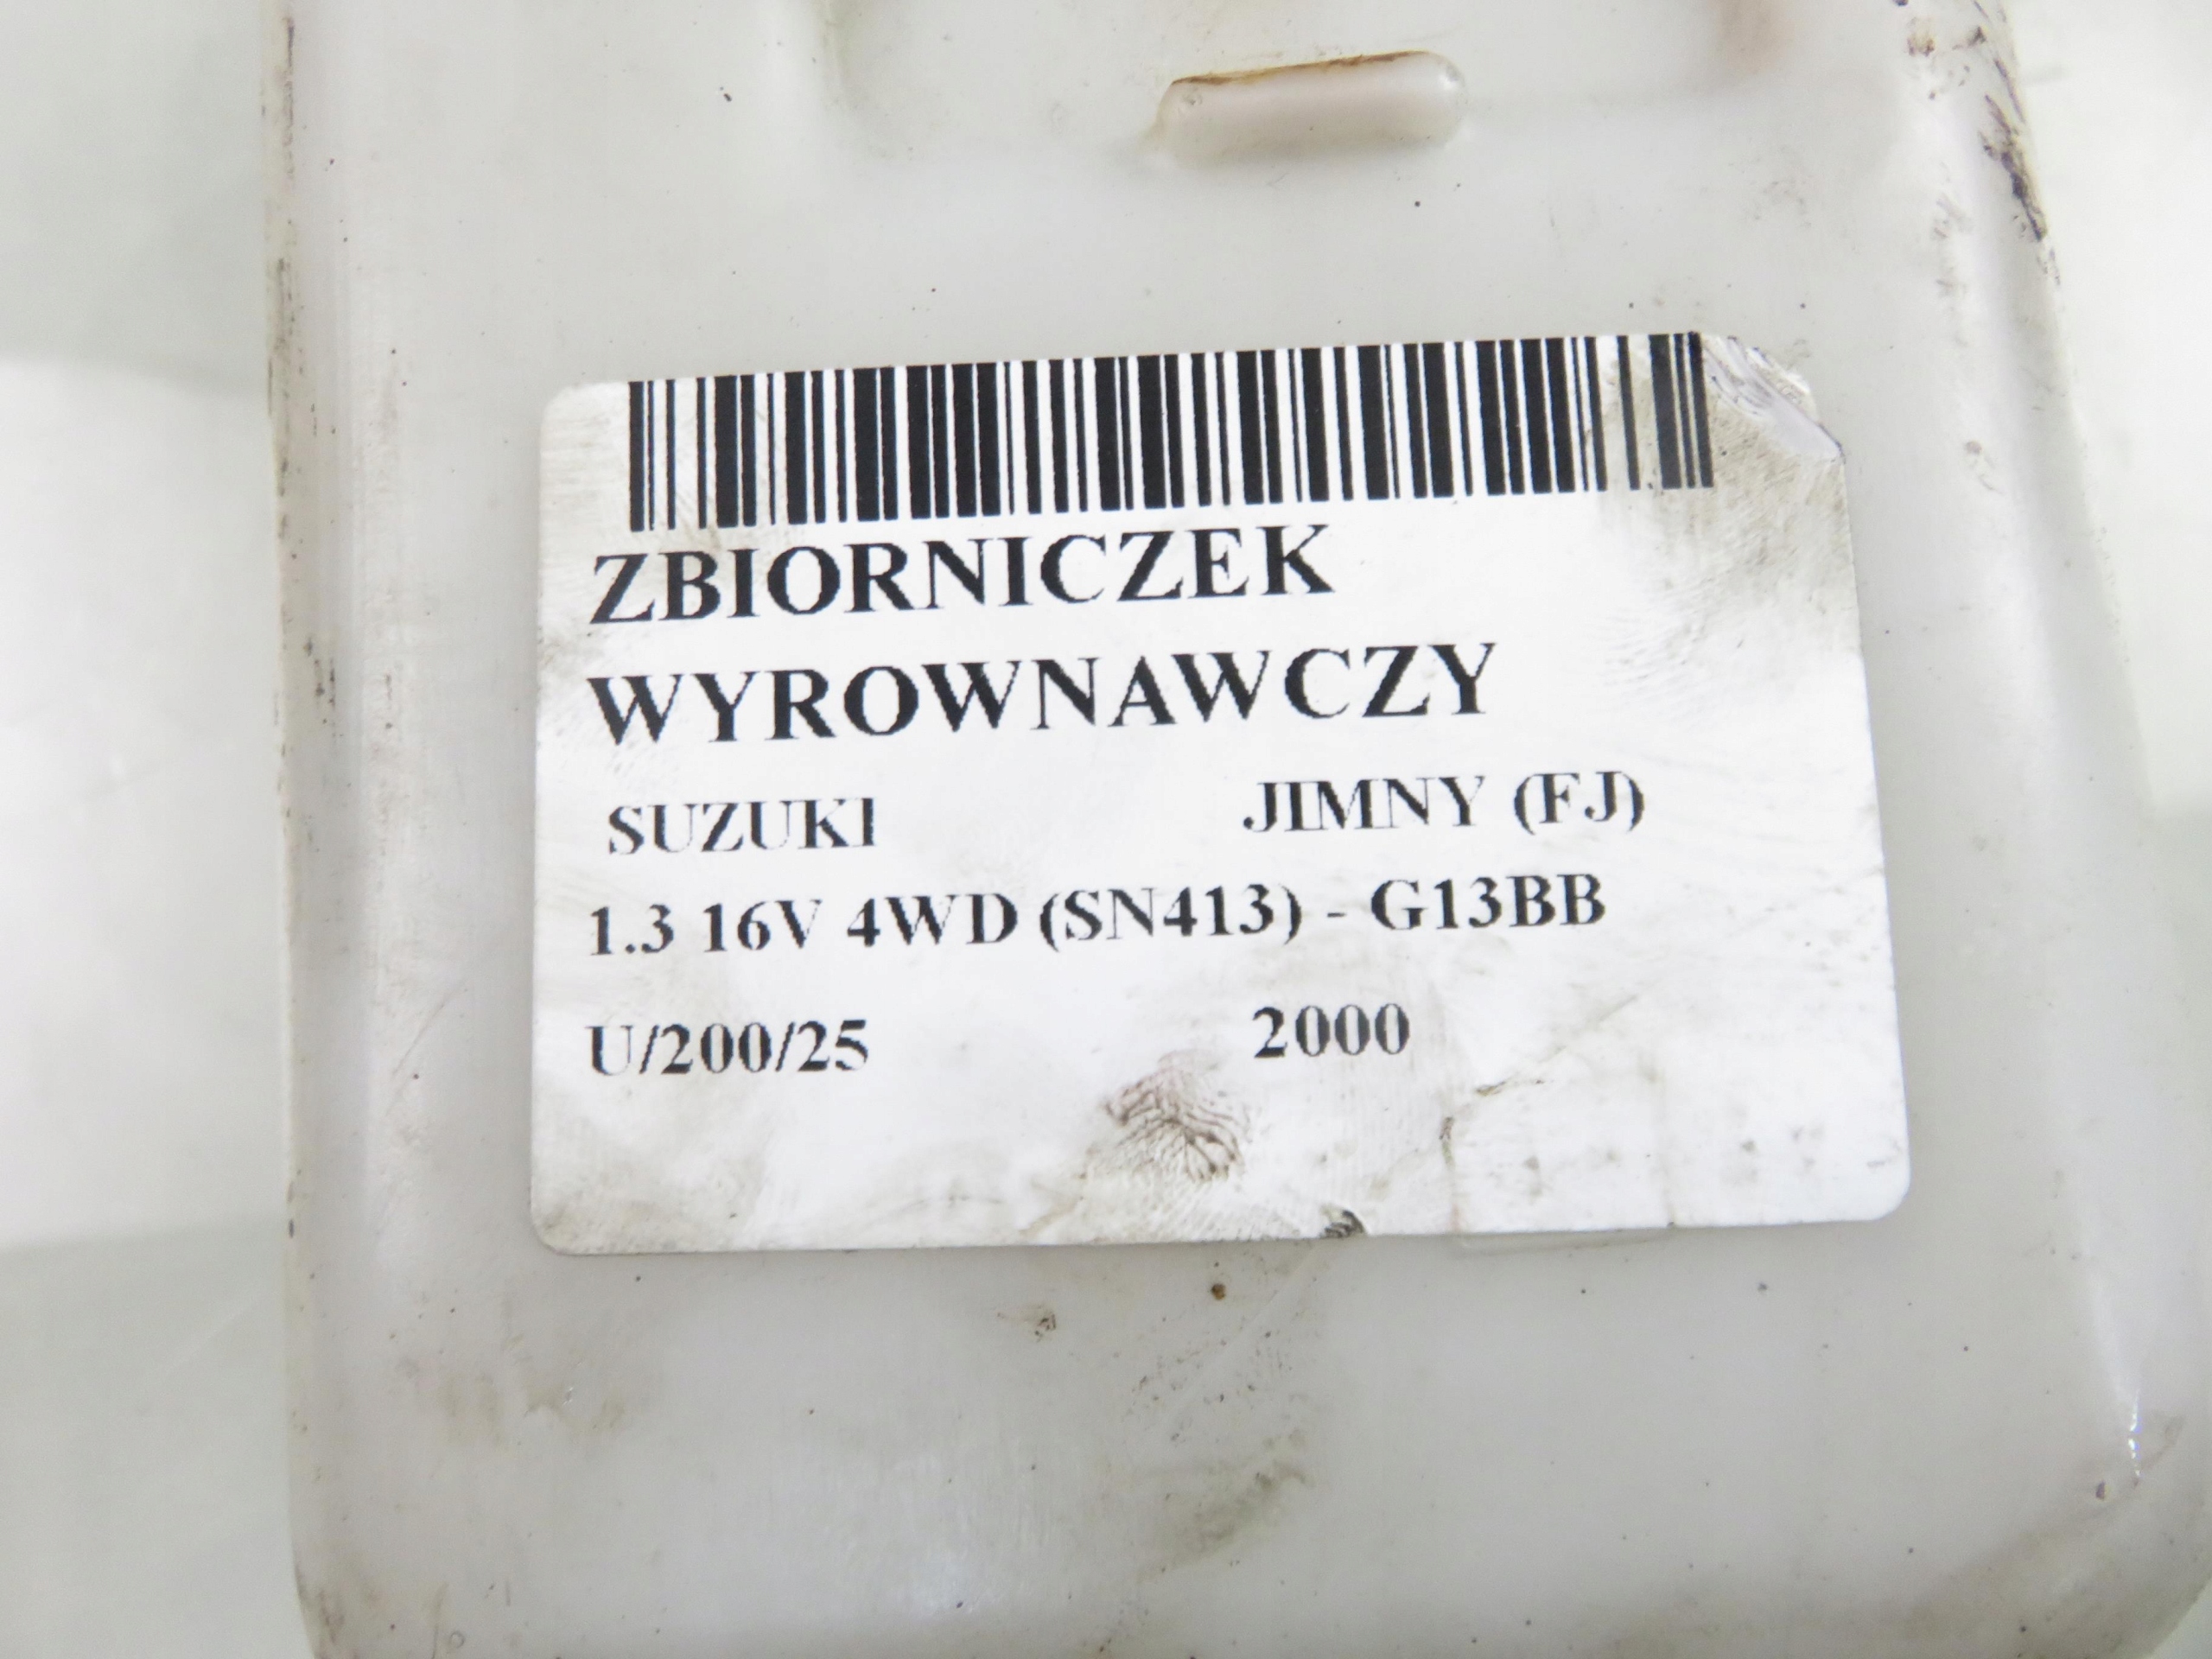 ZBIORNICZEK
WYROWNAWCZY
SUZUKI JIMNY (FJ)
1.3 16V 4WD (SN413) - G13BB
U/200/25 2000